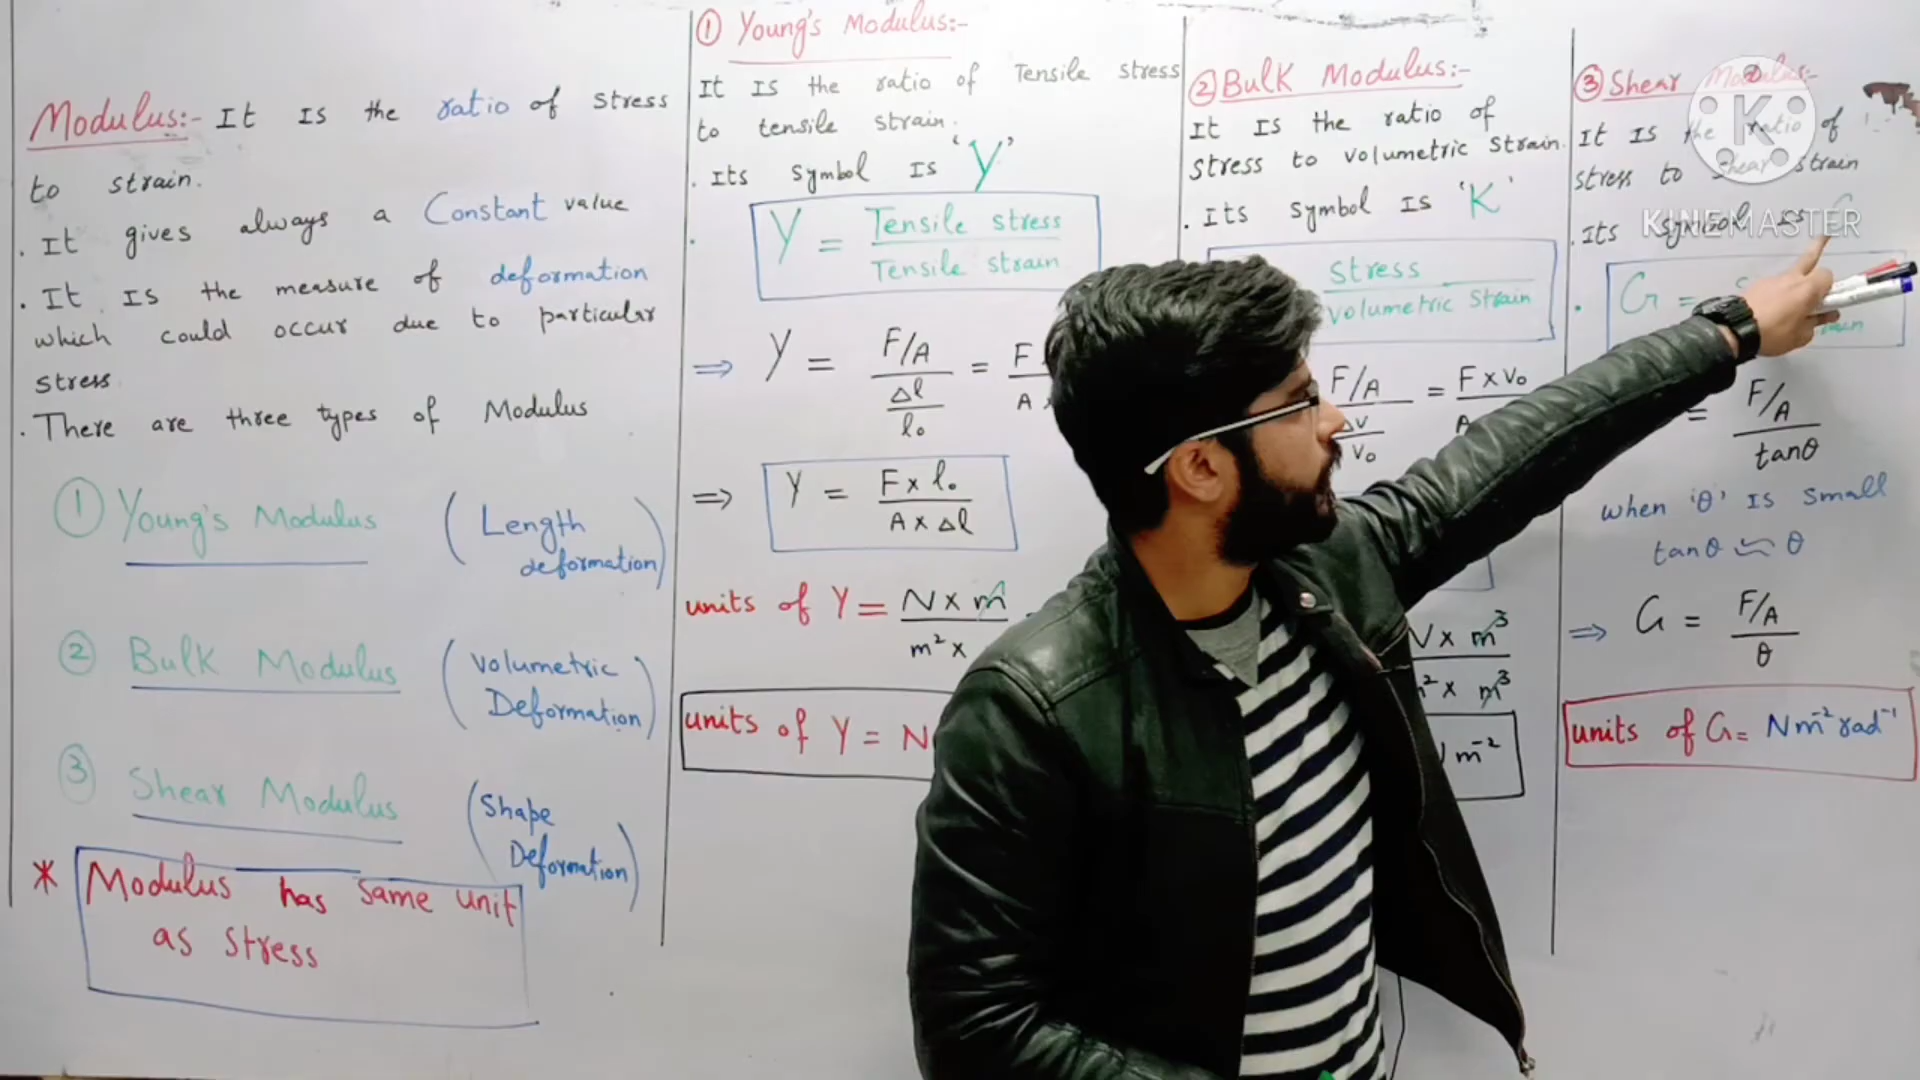 Modulus:- It Is the ratio of stress
to strain.
. It gives always a Constant value
. It Is the measure of deformation
which could occur due to particular
stress
. There are three types of Modulus
① Young's Modulus (Length
deformation)
② Bulk Modulus (volumetric
Deformation)
③ Shear Modulus (Shape
Deformation)
* Modulus has same unit
as stress
① Young's Modulus:-
It Is the ratio of Tensile stress
to tensile strain.
. Its symbol Is 'Y'
. Y = Tensile stress
Tensile strain
⇒ Y = F/A = F
Δl A
l₀
⇒ Y = F x l₀
A x Δl
units of Y = N x m
m² x
units of Y = N
② Bulk Modulus:-
It Is the ratio of
stress to volumetric strain.
. Its symbol Is 'K'
stress
volumetric strain
F/A = F x V₀
Δv A
V₀
N x m³
m² x m³
m⁻²
③ Shear Modulus:-
It Is the ratio of
stress to shear strain
. Its symbol Is G
KINEMASTER
K
. G =
= F/A
tanθ
when 'θ' Is small
tanθ ≃ θ
⇒ G = F/A
θ
units of G = Nm⁻² rad⁻¹